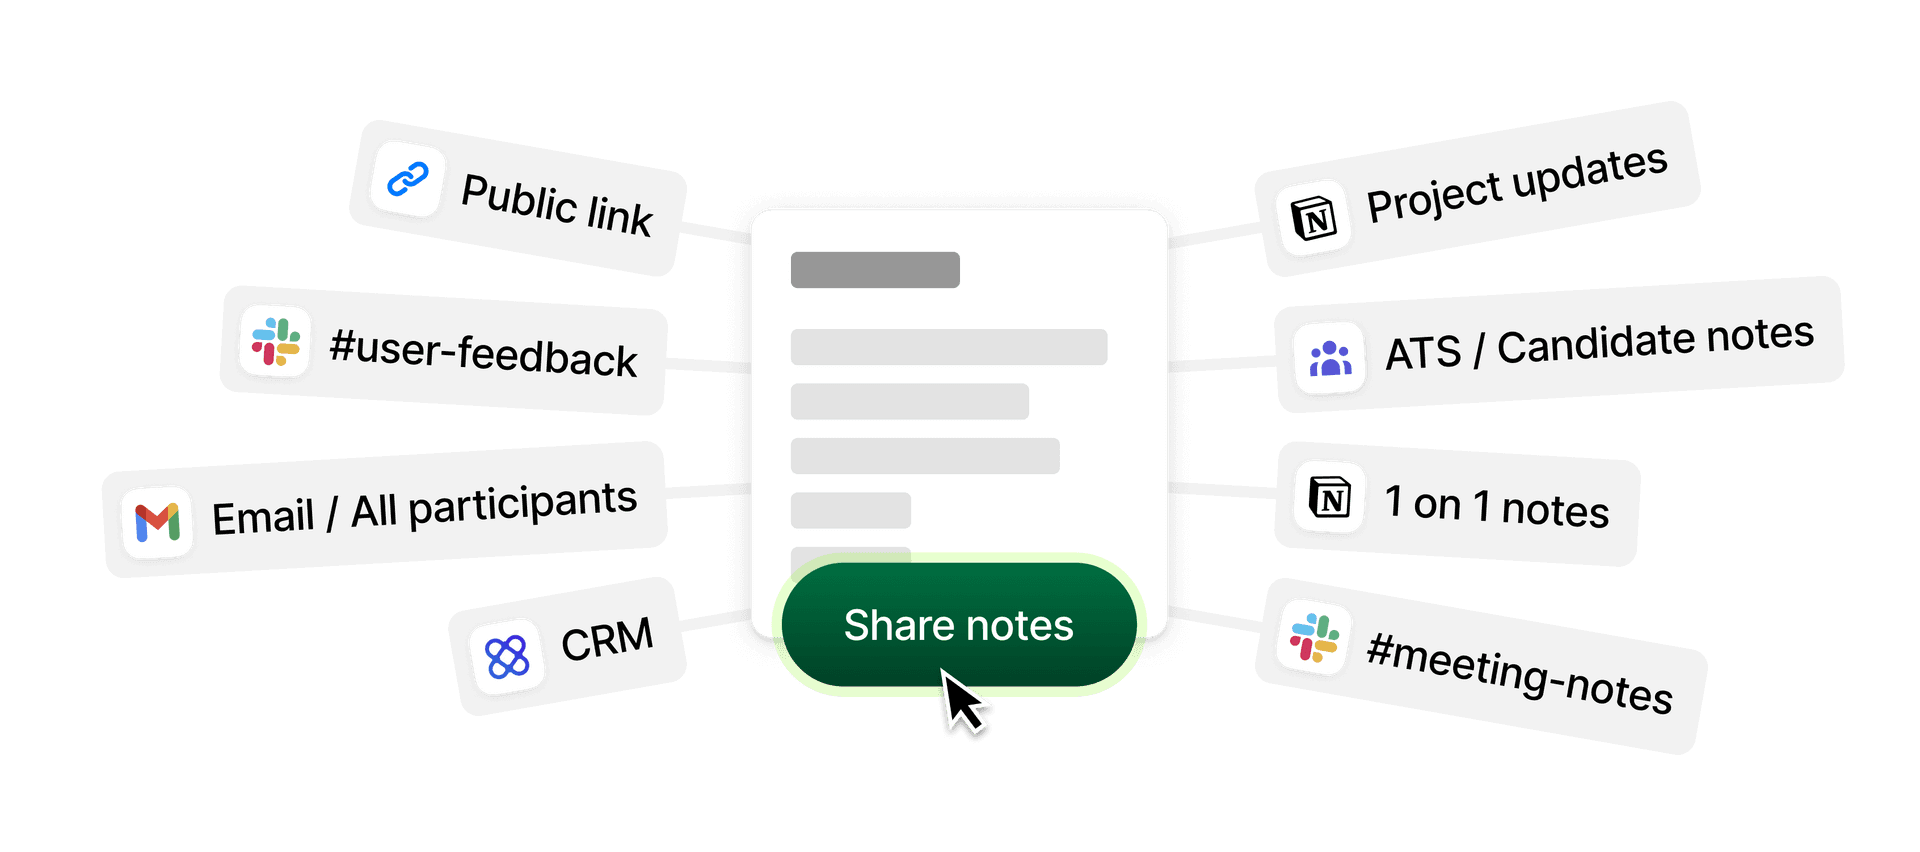 Public link
#user-feedback
Email / All participants
CRM
Share notes
Project updates
ATS / Candidate notes
1 on 1 notes
#meeting-notes